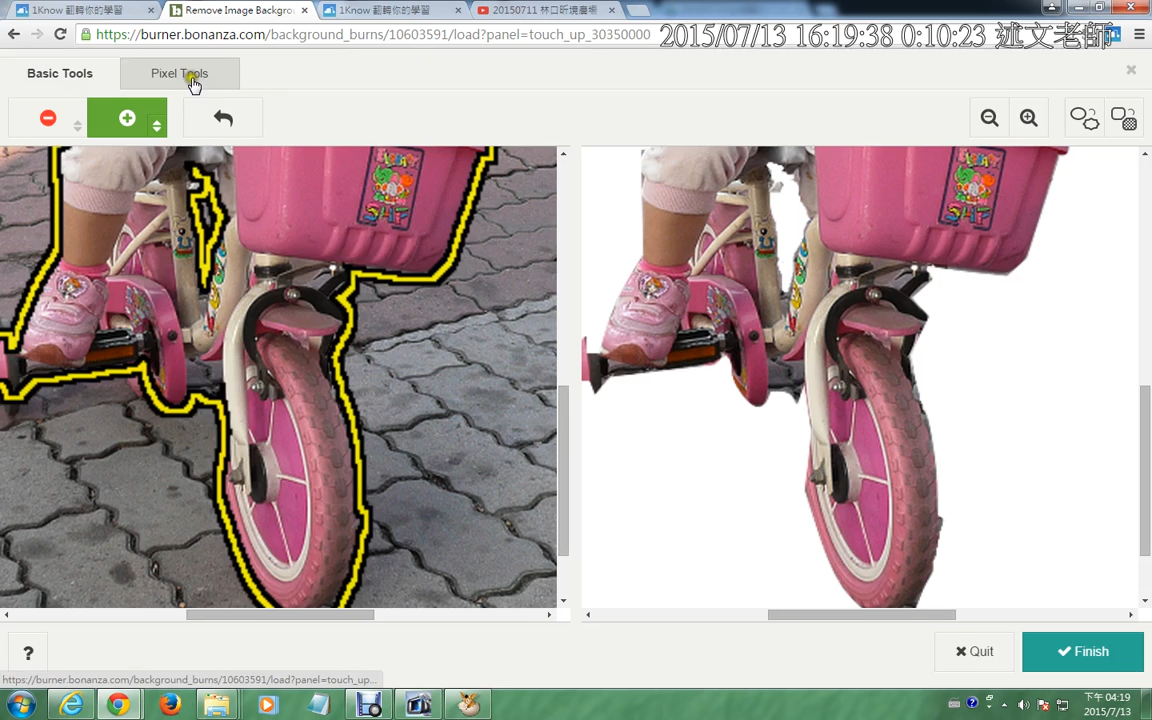 1Know 翻轉你的學習
Remove Image Backgrou
1Know 翻轉你的學習
20150711 林口昕境廣場
https://burner.bonanza.com/background_burns/10603591/load?panel=touch_up_30350000
2015/07/13 16:19:38 0:10:23 述文老師
Basic Tools
Pixel Tools
?
Quit
Finish
https://burner.bonanza.com/background_burns/10603591/load?panel=touch_up...
下午 04:19
2015/7/13